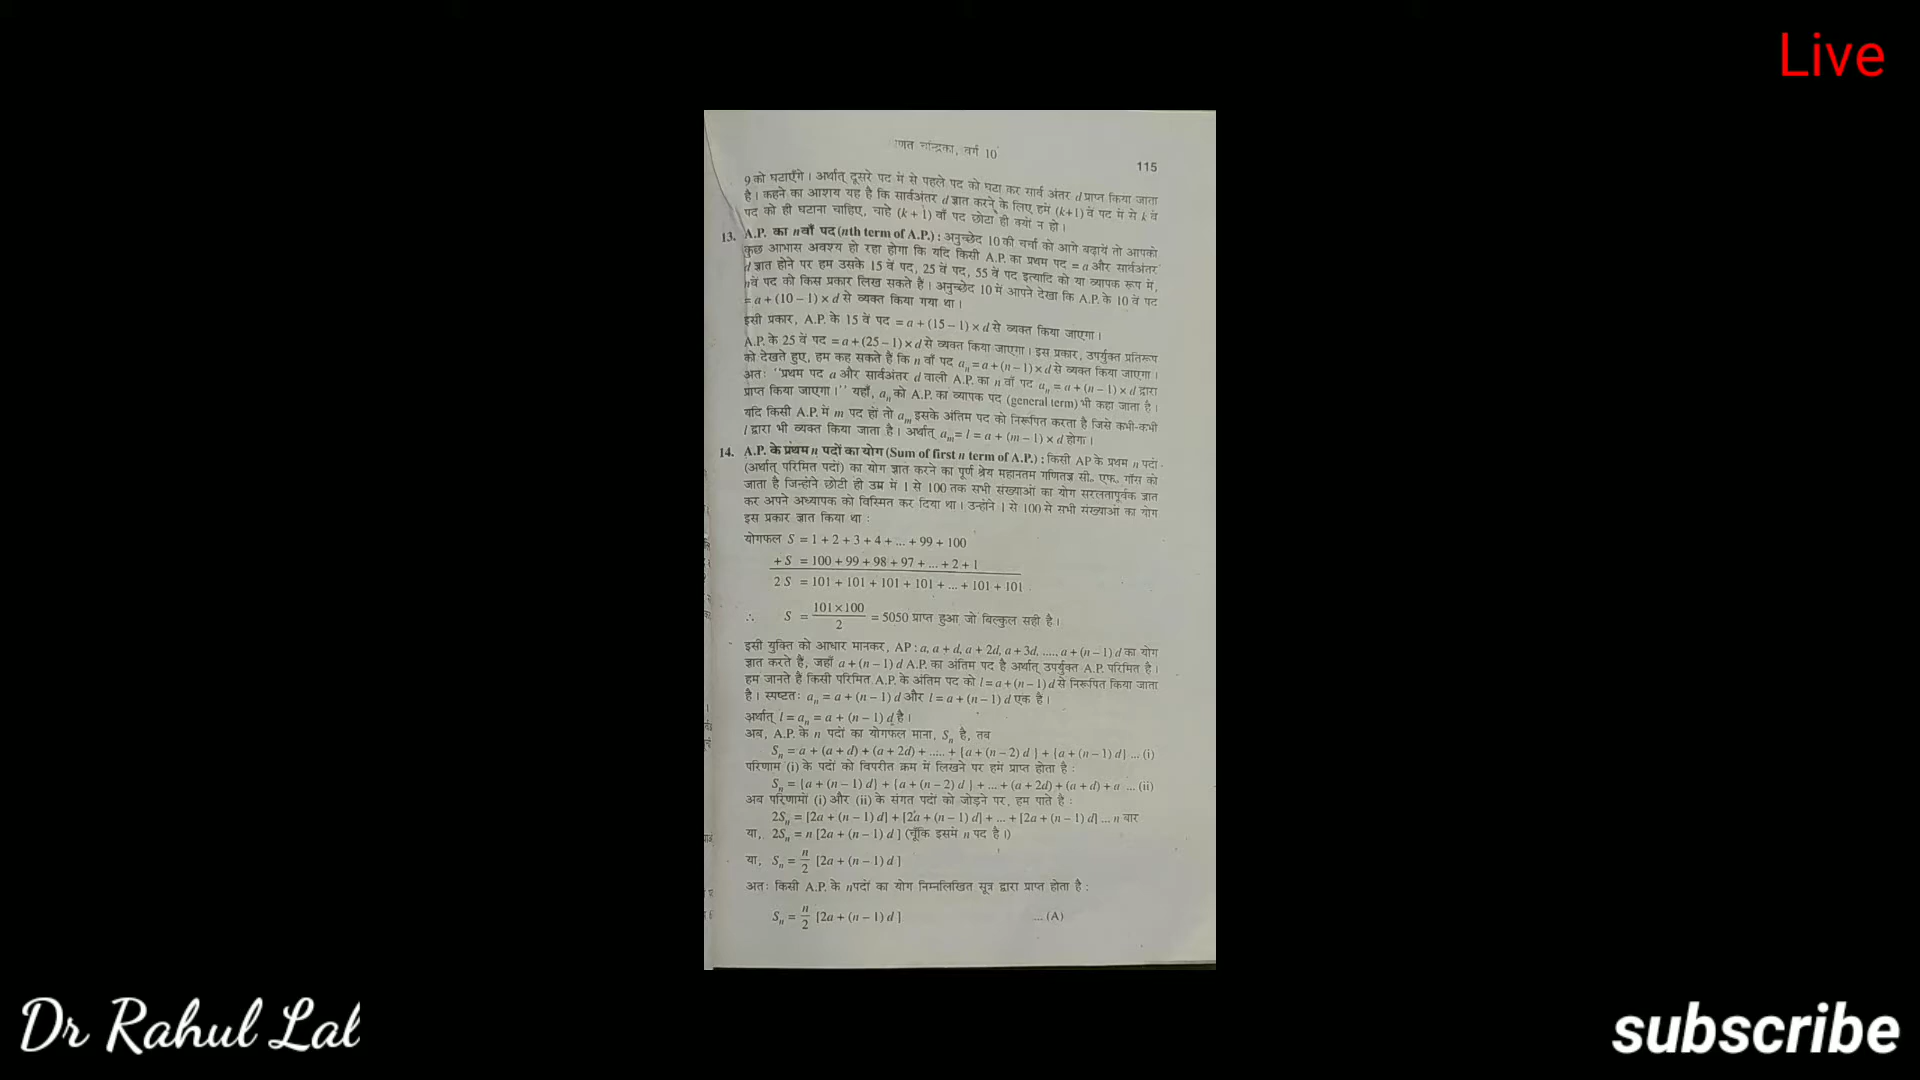 Live
चन्द्रिका, वर्ग 10
115
9 को घटाएँगे। अर्थात् दूसरे पद में से पहले पद को घटा कर सार्व अंतर d प्राप्त किया जाता
है। कहने का आशय यह है कि सार्वअंतर d ज्ञात करने के लिए हमें (k+1) वें पद में से k वें
पद को ही घटाना चाहिए, चाहे (k + 1) वाँ पद छोटा ही क्यों न हो।
13. A.P. का n वाँ पद (nth term of A.P.) : अनुच्छेद 10 की चर्चा को आगे बढ़ायें तो आपको
कुछ आभास अवश्य हो रहा होगा कि यदि किसी A.P. का प्रथम पद = a और सार्वअंतर
d ज्ञात होने पर हम उसके 15 वें पद, 25 वें पद, 55 वें पद इत्यादि को या व्यापक रूप में,
nवें पद को किस प्रकार लिख सकते हैं। अनुच्छेद 10 में आपने देखा कि A.P. के 10 वें पद
= a + (10 – 1) × d से व्यक्त किया गया था।
इसी प्रकार, A.P. के 15 वें पद = a + (15 – 1) × d से व्यक्त किया जाएगा।
A.P. के 25 वें पद = a + (25 – 1) × d से व्यक्त किया जाएगा। इस प्रकार, उपर्युक्त प्रतिरूप
को देखते हुए, हम कह सकते हैं कि n वाँ पद aₙ = a + (n – 1) × d से व्यक्त किया जाएगा।
अतः ‘‘प्रथम पद a और सार्वअंतर d वाली A.P. का n वाँ पद aₙ = a + (n – 1) × d द्वारा
प्राप्त किया जाएगा।’’ यहाँ, aₙ को A.P. का व्यापक पद (general term) भी कहा जाता है।
यदि किसी A.P. में m पद हों तो aₘ इसके अंतिम पद को निरूपित करता है जिसे कभी-कभी
l द्वारा भी व्यक्त किया जाता है। अर्थात् aₘ = l = a + (m – 1) × d होगा।
14. A.P. के प्रथम n पदों का योग (Sum of first n term of A.P.) : किसी AP के प्रथम n पदों
(अर्थात् परिमित पदों) का योग ज्ञात करने का पूर्ण श्रेय महानतम गणितज्ञ सी० एफ० गॉस को
जाता है जिन्होंने छोटी ही उम्र में 1 से 100 तक सभी संख्याओं का योग सरलतापूर्वक ज्ञात
कर अपने अध्यापक को विस्मित कर दिया था। उन्होंने 1 से 100 से सभी संख्याओं का योग
इस प्रकार ज्ञात किया था :
योगफल S = 1 + 2 + 3 + 4 + ... + 99 + 100
+ S = 100 + 99 + 98 + 97 + ... + 2 + 1
2 S = 101 + 101 + 101 + 101 + ... + 101 + 101
∴ S = (101 × 100)/2 = 5050 प्राप्त हुआ जो बिल्कुल सही है।
इसी युक्ति को आधार मानकर, AP : a, a + d, a + 2d, a + 3d, ....., a + (n – 1) d का योग
ज्ञात करते हैं, जहाँ a + (n – 1) d A.P. का अंतिम पद है अर्थात् उपर्युक्त A.P. परिमित है।
हम जानते हैं किसी परिमित A.P. के अंतिम पद को l = a + (n – 1) d से निरूपित किया जाता
है। स्पष्टतः aₙ = a + (n – 1) d और l = a + (n – 1) d एक है।
अर्थात् l = aₙ = a + (n – 1) d है।
अब, A.P. के n पदों का योगफल माना, Sₙ है, तब
Sₙ = a + (a + d) + (a + 2d) + ..... + {a + (n – 2) d } + {a + (n – 1) d} ... (i)
परिणाम (i) के पदों को विपरीत क्रम में लिखने पर हमें प्राप्त होता है :
Sₙ = {a + (n – 1) d} + {a + (n – 2) d } + ... + (a + 2d) + (a + d) + a ... (ii)
अब परिणामों (i) और (ii) के संगत पदों को जोड़ने पर, हम पाते हैं :
2Sₙ = [2a + (n – 1) d] + [2a + (n – 1) d] + ... + [2a + (n – 1) d] ... n बार
या, 2Sₙ = n [2a + (n – 1) d ] (चूँकि इसमें n पद हैं।)
या, Sₙ = n/2 [2a + (n – 1) d]
अतः किसी A.P. के n पदों का योग निम्नलिखित सूत्र द्वारा प्राप्त होता है :
Sₙ = n/2 [2a + (n – 1) d ] ... (A)
Dr Rahul Lal
subscribe